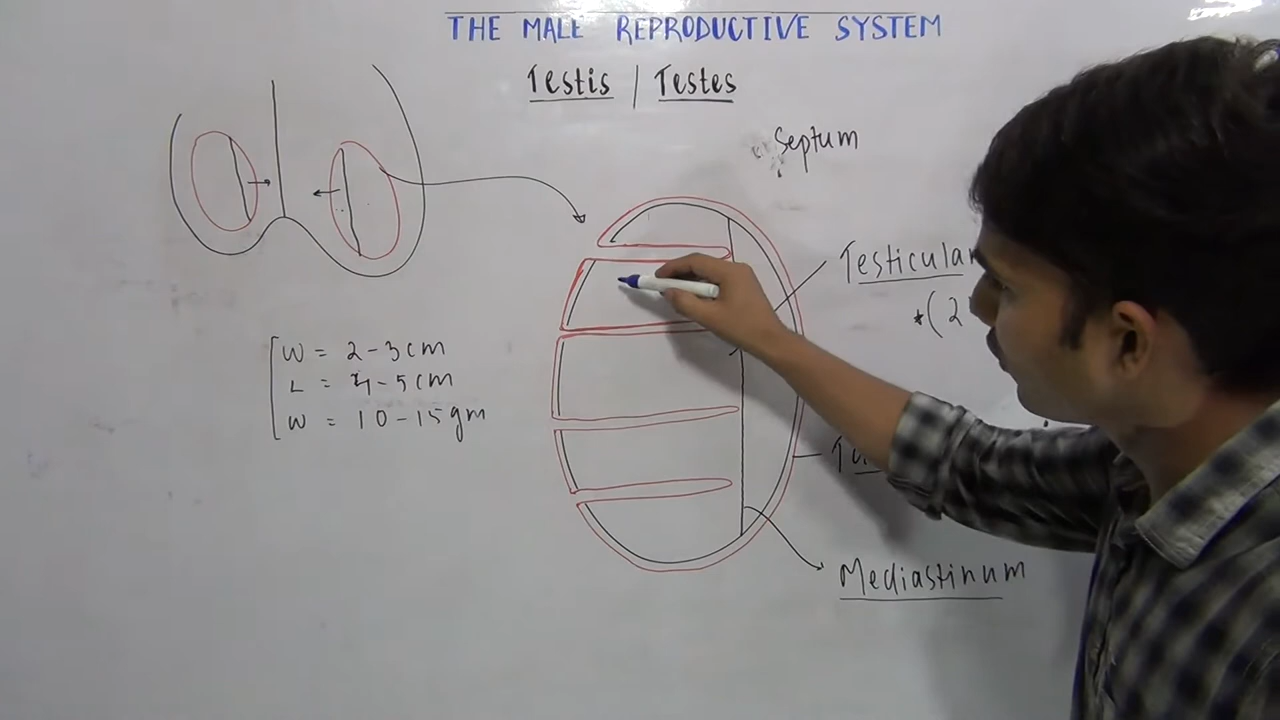 THE MALE REPRODUCTIVE SYSTEM
Testis / Testes
Septum
Testicular
*(2
W = 2-3cm
L = 4-5cm
W = 10-15gm
Mediastinum